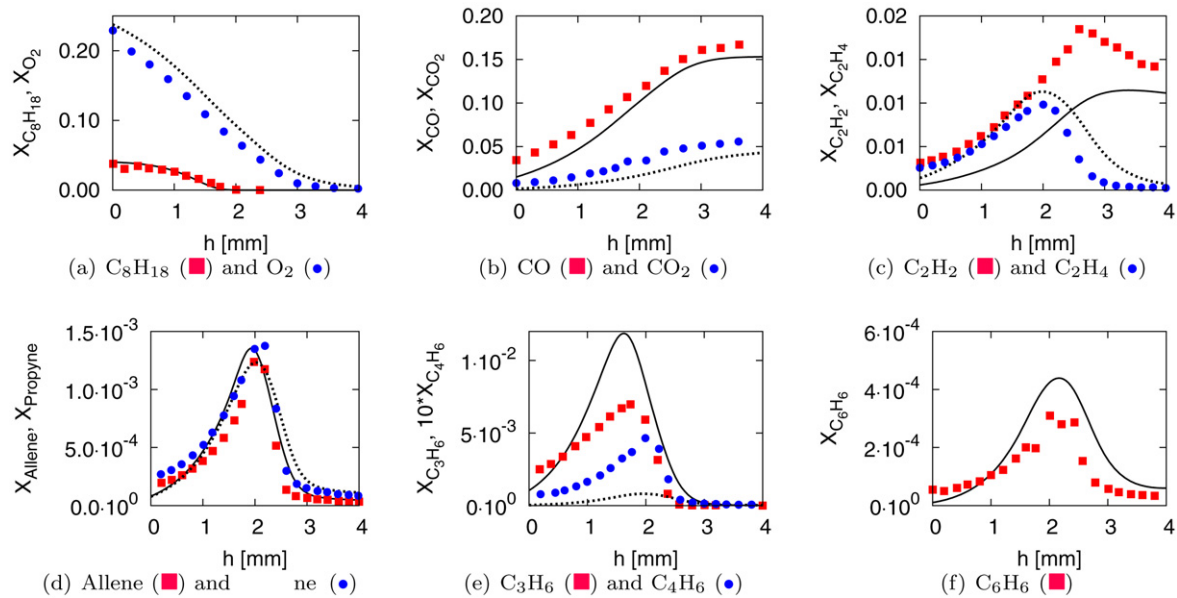 X_C8H18, X_O2
0.20
0.10
0.00
0 1 2 3 4
h [mm]
(a) C₈H₁₈ (■) and O₂ (●)
X_CO, X_CO2
0.20
0.15
0.10
0.05
0.00
0 1 2 3 4
h [mm]
(b) CO (■) and CO₂ (●)
X_C2H2, X_C2H4
0.02
0.01
0.01
0.01
0.00
0 1 2 3 4
h [mm]
(c) C₂H₂ (■) and C₂H₄ (●)
X_Allene, X_Propyne
1.5·10⁻³
1.0·10⁻³
5.0·10⁻⁴
0.0·10⁰
0 1 2 3 4
h [mm]
(d) Allene (■) and ne (●)
X_C3H6, 10*X_C4H6
1·10⁻²
5·10⁻³
0·10⁰
0 1 2 3 4
h [mm]
(e) C₃H₆ (■) and C₄H₆ (●)
X_C6H6
6·10⁻⁴
4·10⁻⁴
2·10⁻⁴
0·10⁰
0 1 2 3 4
h [mm]
(f) C₆H₆ (■)